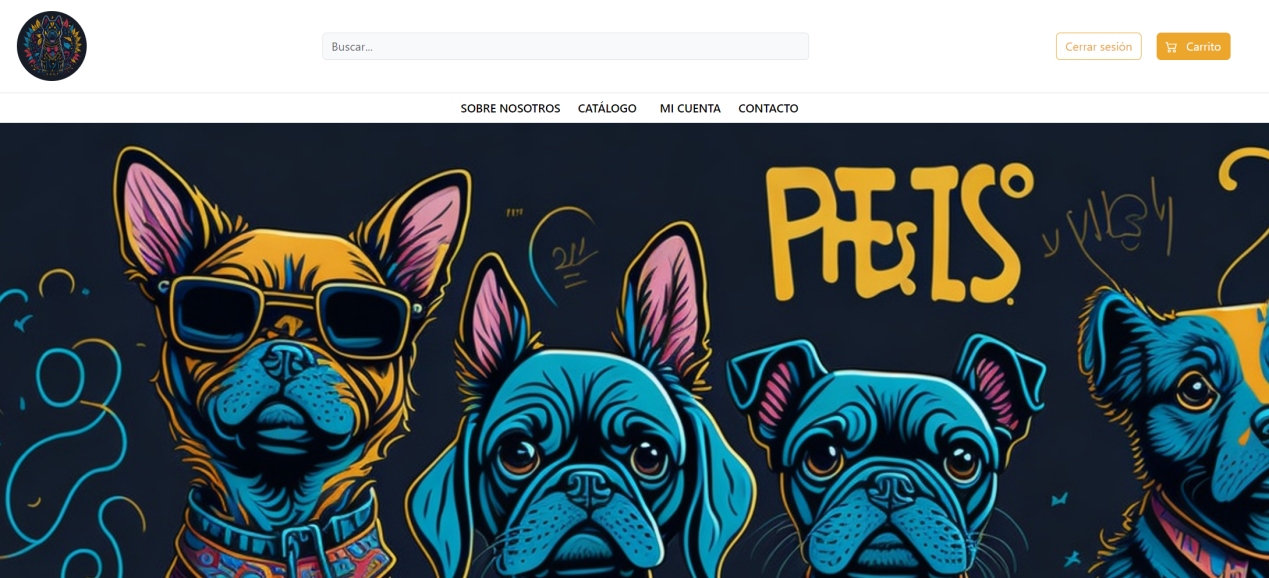 Buscar...
Cerrar sesión
Carrito
SOBRE NOSOTROS
CATÁLOGO
MI CUENTA
CONTACTO